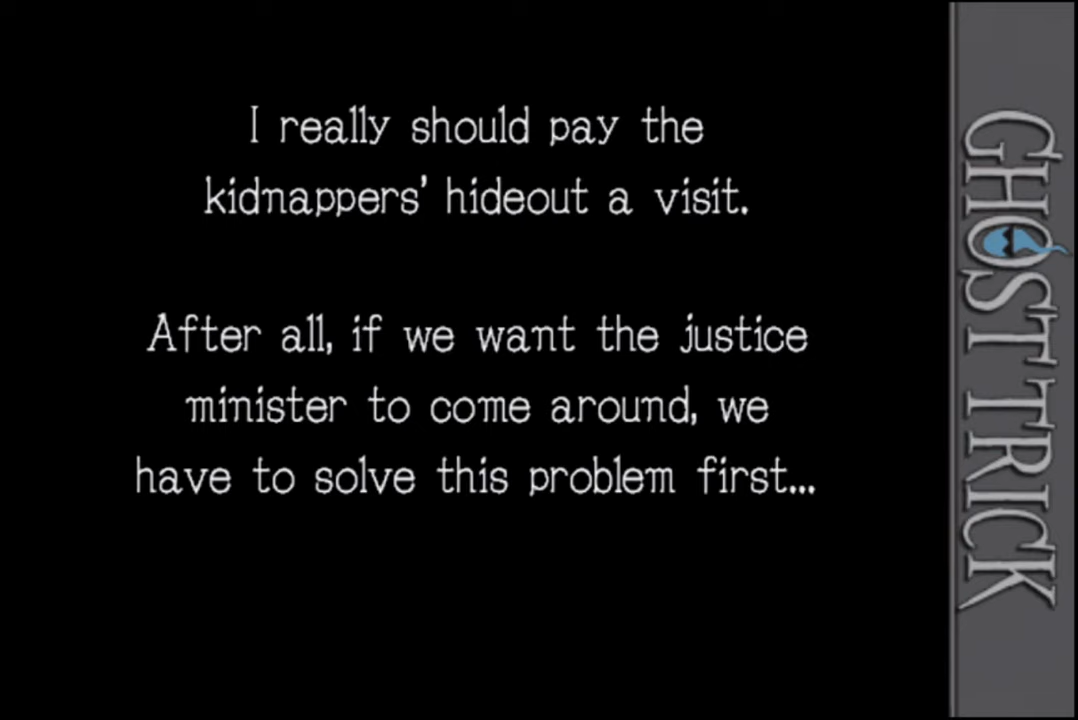 I really should pay the
kidnappers' hideout a visit.
After all, if we want the justice
minister to come around, we
have to solve this problem first...
GHOST TRICK